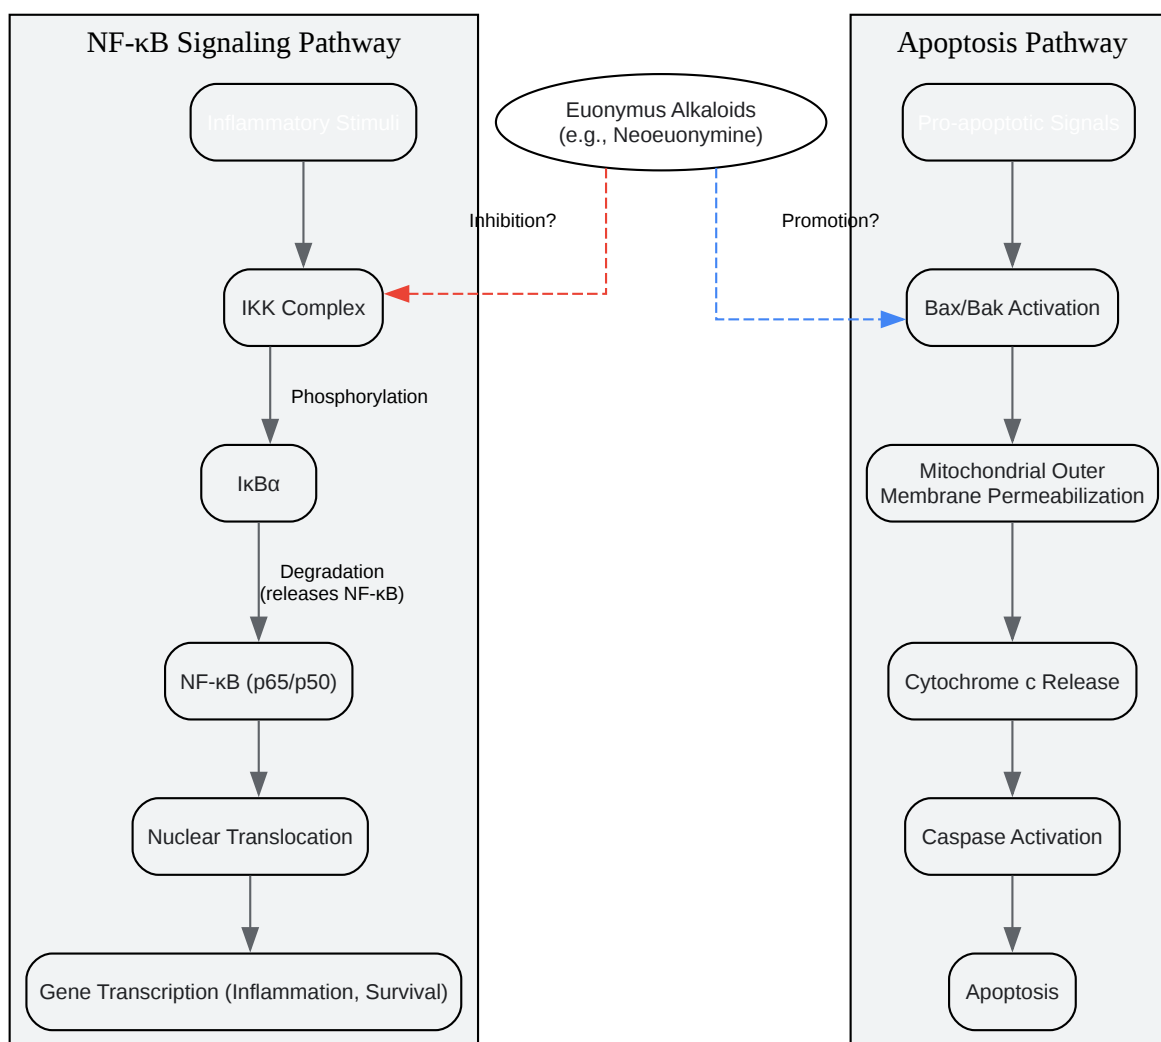 NF-κB Signaling Pathway
Inflammatory Stimuli
IKK Complex
Phosphorylation
IκBα
Degradation
(releases NF-κB)
NF-κB (p65/p50)
Nuclear Translocation
Gene Transcription (Inflammation, Survival)
Euonymus Alkaloids
(e.g., Neoeuonymine)
Inhibition?
Promotion?
Apoptosis Pathway
Pro-apoptotic Signals
Bax/Bak Activation
Mitochondrial Outer
Membrane Permeabilization
Cytochrome c Release
Caspase Activation
Apoptosis